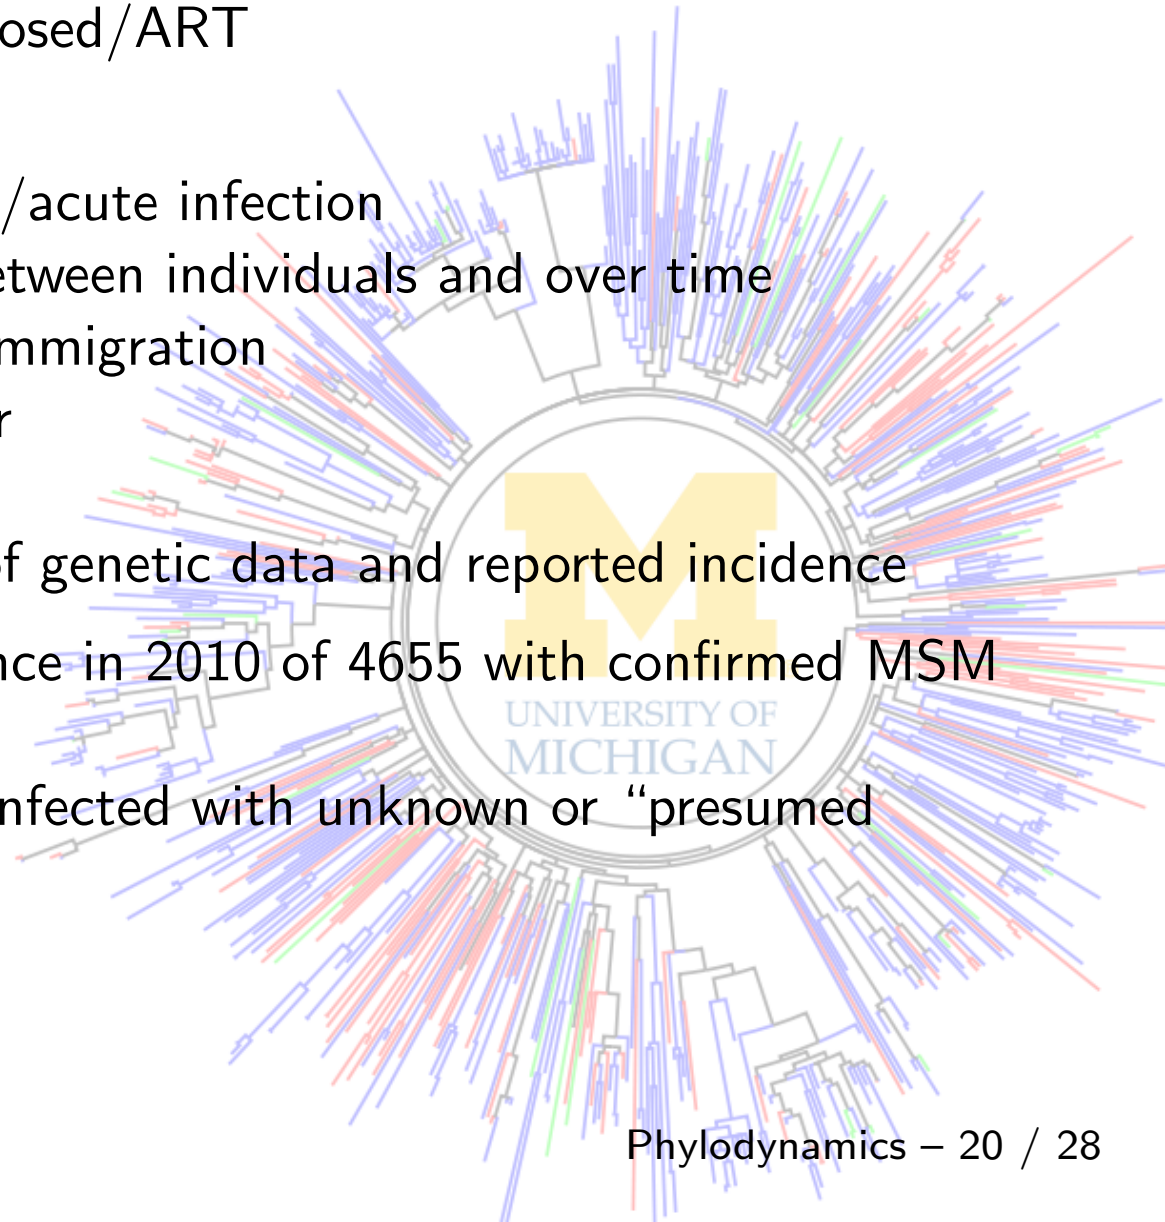 osed/ART
/acute infection
etween individuals and over time
mmigration
r
of genetic data and reported incidence
nce in 2010 of 4655 with confirmed MSM
UNIVERSITY OF
MICHIGAN
nfected with unknown or “presumed
Phylodynamics – 20 / 28